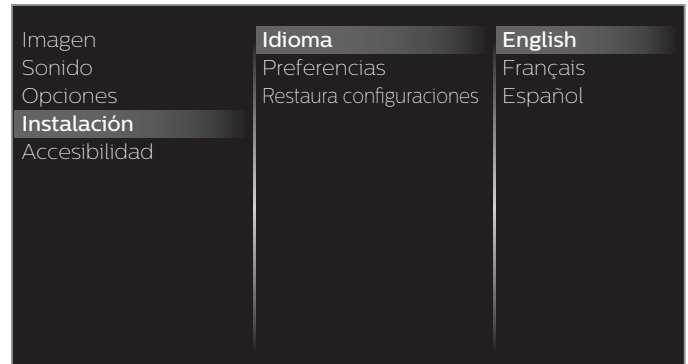 Imagen
Sonido
Opciones
Instalación
Accesibilidad
Idioma
Preferencias
Restaura configuraciones
English
Français
Español